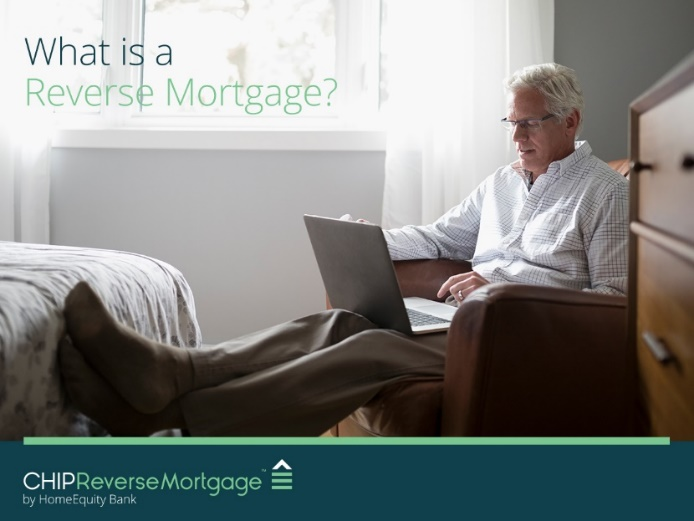 What is a
Reverse Mortgage?
CHIPReverseMortgage™
by HomeEquity Bank